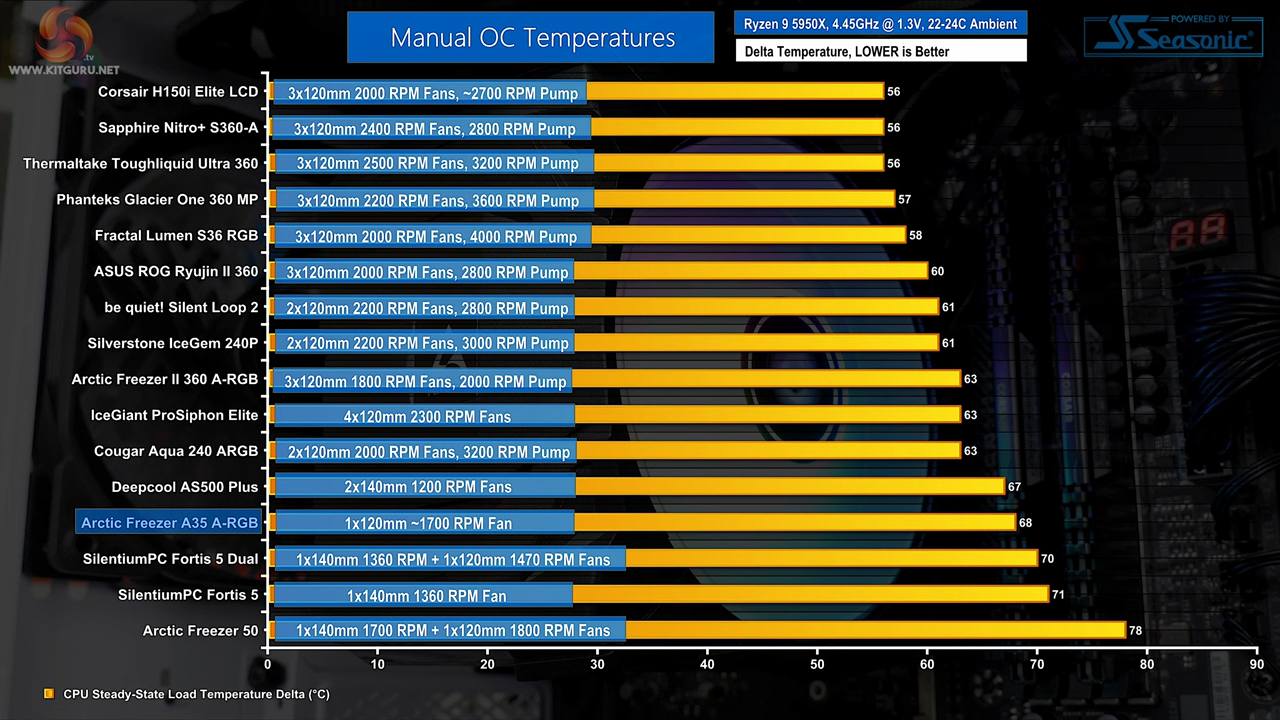 Manual OC Temperatures
Ryzen 9 5950X, 4.45GHz @ 1.3V, 22-24C Ambient
Delta Temperature, LOWER is Better
POWERED BY
Seasonic
.tv
WWW.KITGURU.NET
Corsair H150i Elite LCD 3x120mm 2000 RPM Fans, ~2700 RPM Pump 56
Sapphire Nitro+ S360-A 3x120mm 2400 RPM Fans, 2800 RPM Pump 56
Thermaltake Toughliquid Ultra 360 3x120mm 2500 RPM Fans, 3200 RPM Pump 56
Phanteks Glacier One 360 MP 3x120mm 2200 RPM Fans, 3600 RPM Pump 57
Fractal Lumen S36 RGB 3x120mm 2000 RPM Fans, 4000 RPM Pump 58
ASUS ROG Ryujin II 360 3x120mm 2000 RPM Fans, 2800 RPM Pump 60
be quiet! Silent Loop 2 2x120mm 2200 RPM Fans, 2800 RPM Pump 61
Silverstone IceGem 240P 2x120mm 2200 RPM Fans, 3000 RPM Pump 61
Arctic Freezer II 360 A-RGB 3x120mm 1800 RPM Fans, 2000 RPM Pump 63
IceGiant ProSiphon Elite 4x120mm 2300 RPM Fans 63
Cougar Aqua 240 ARGB 2x120mm 2000 RPM Fans, 3200 RPM Pump 63
Deepcool AS500 Plus 2x140mm 1200 RPM Fans 67
Arctic Freezer A35 A-RGB 1x120mm ~1700 RPM Fan 68
SilentiumPC Fortis 5 Dual 1x140mm 1360 RPM + 1x120mm 1470 RPM Fans 70
SilentiumPC Fortis 5 1x140mm 1360 RPM Fan 71
Arctic Freezer 50 1x140mm 1700 RPM + 1x120mm 1800 RPM Fans 78
0 10 20 30 40 50 60 70 80 90
CPU Steady-State Load Temperature Delta (°C)
88